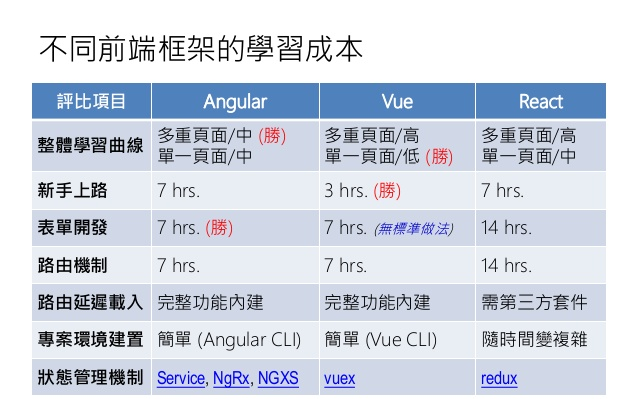 不同前端框架的學習成本
評比項目 Angular Vue React
整體學習曲線 多重頁面/中 (勝) 多重頁面/高 多重頁面/高
單一頁面/中 單一頁面/低 (勝) 單一頁面/中
新手上路 7 hrs. 3 hrs. (勝) 7 hrs.
表單開發 7 hrs. (勝) 7 hrs. (無標準做法) 14 hrs.
路由機制 7 hrs. 7 hrs. 14 hrs.
路由延遲載入 完整功能內建 完整功能內建 需第三方套件
專案環境建置 簡單 (Angular CLI) 簡單 (Vue CLI) 隨時間變複雜
狀態管理機制 Service, NgRx, NGXS vuex redux